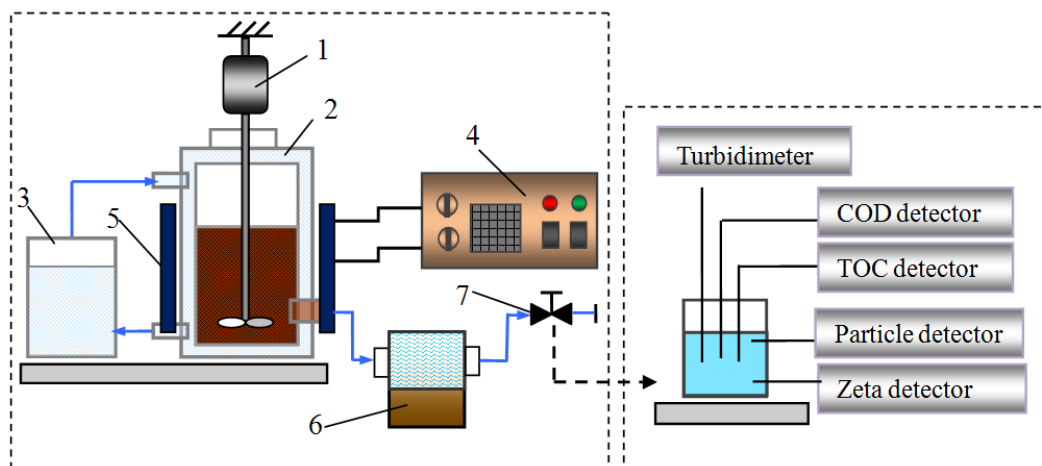 1
2
3
4
5
6
7
Turbidimeter
COD detector
TOC detector
Particle detector
Zeta detector